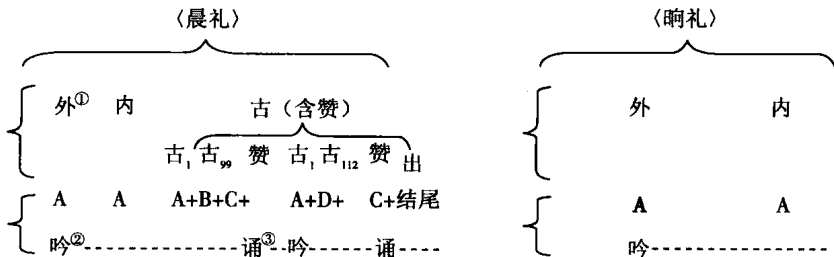 〈晨礼〉 〈晌礼〉
外① 内 古（含赞） 外 内
古₁ 古₉₉ 赞 古₁ 古₁₁₂ 赞 出
A A A+B+C+ A+D+ C+结尾 A A
吟②------------------诵③--吟------诵---- 吟------------------